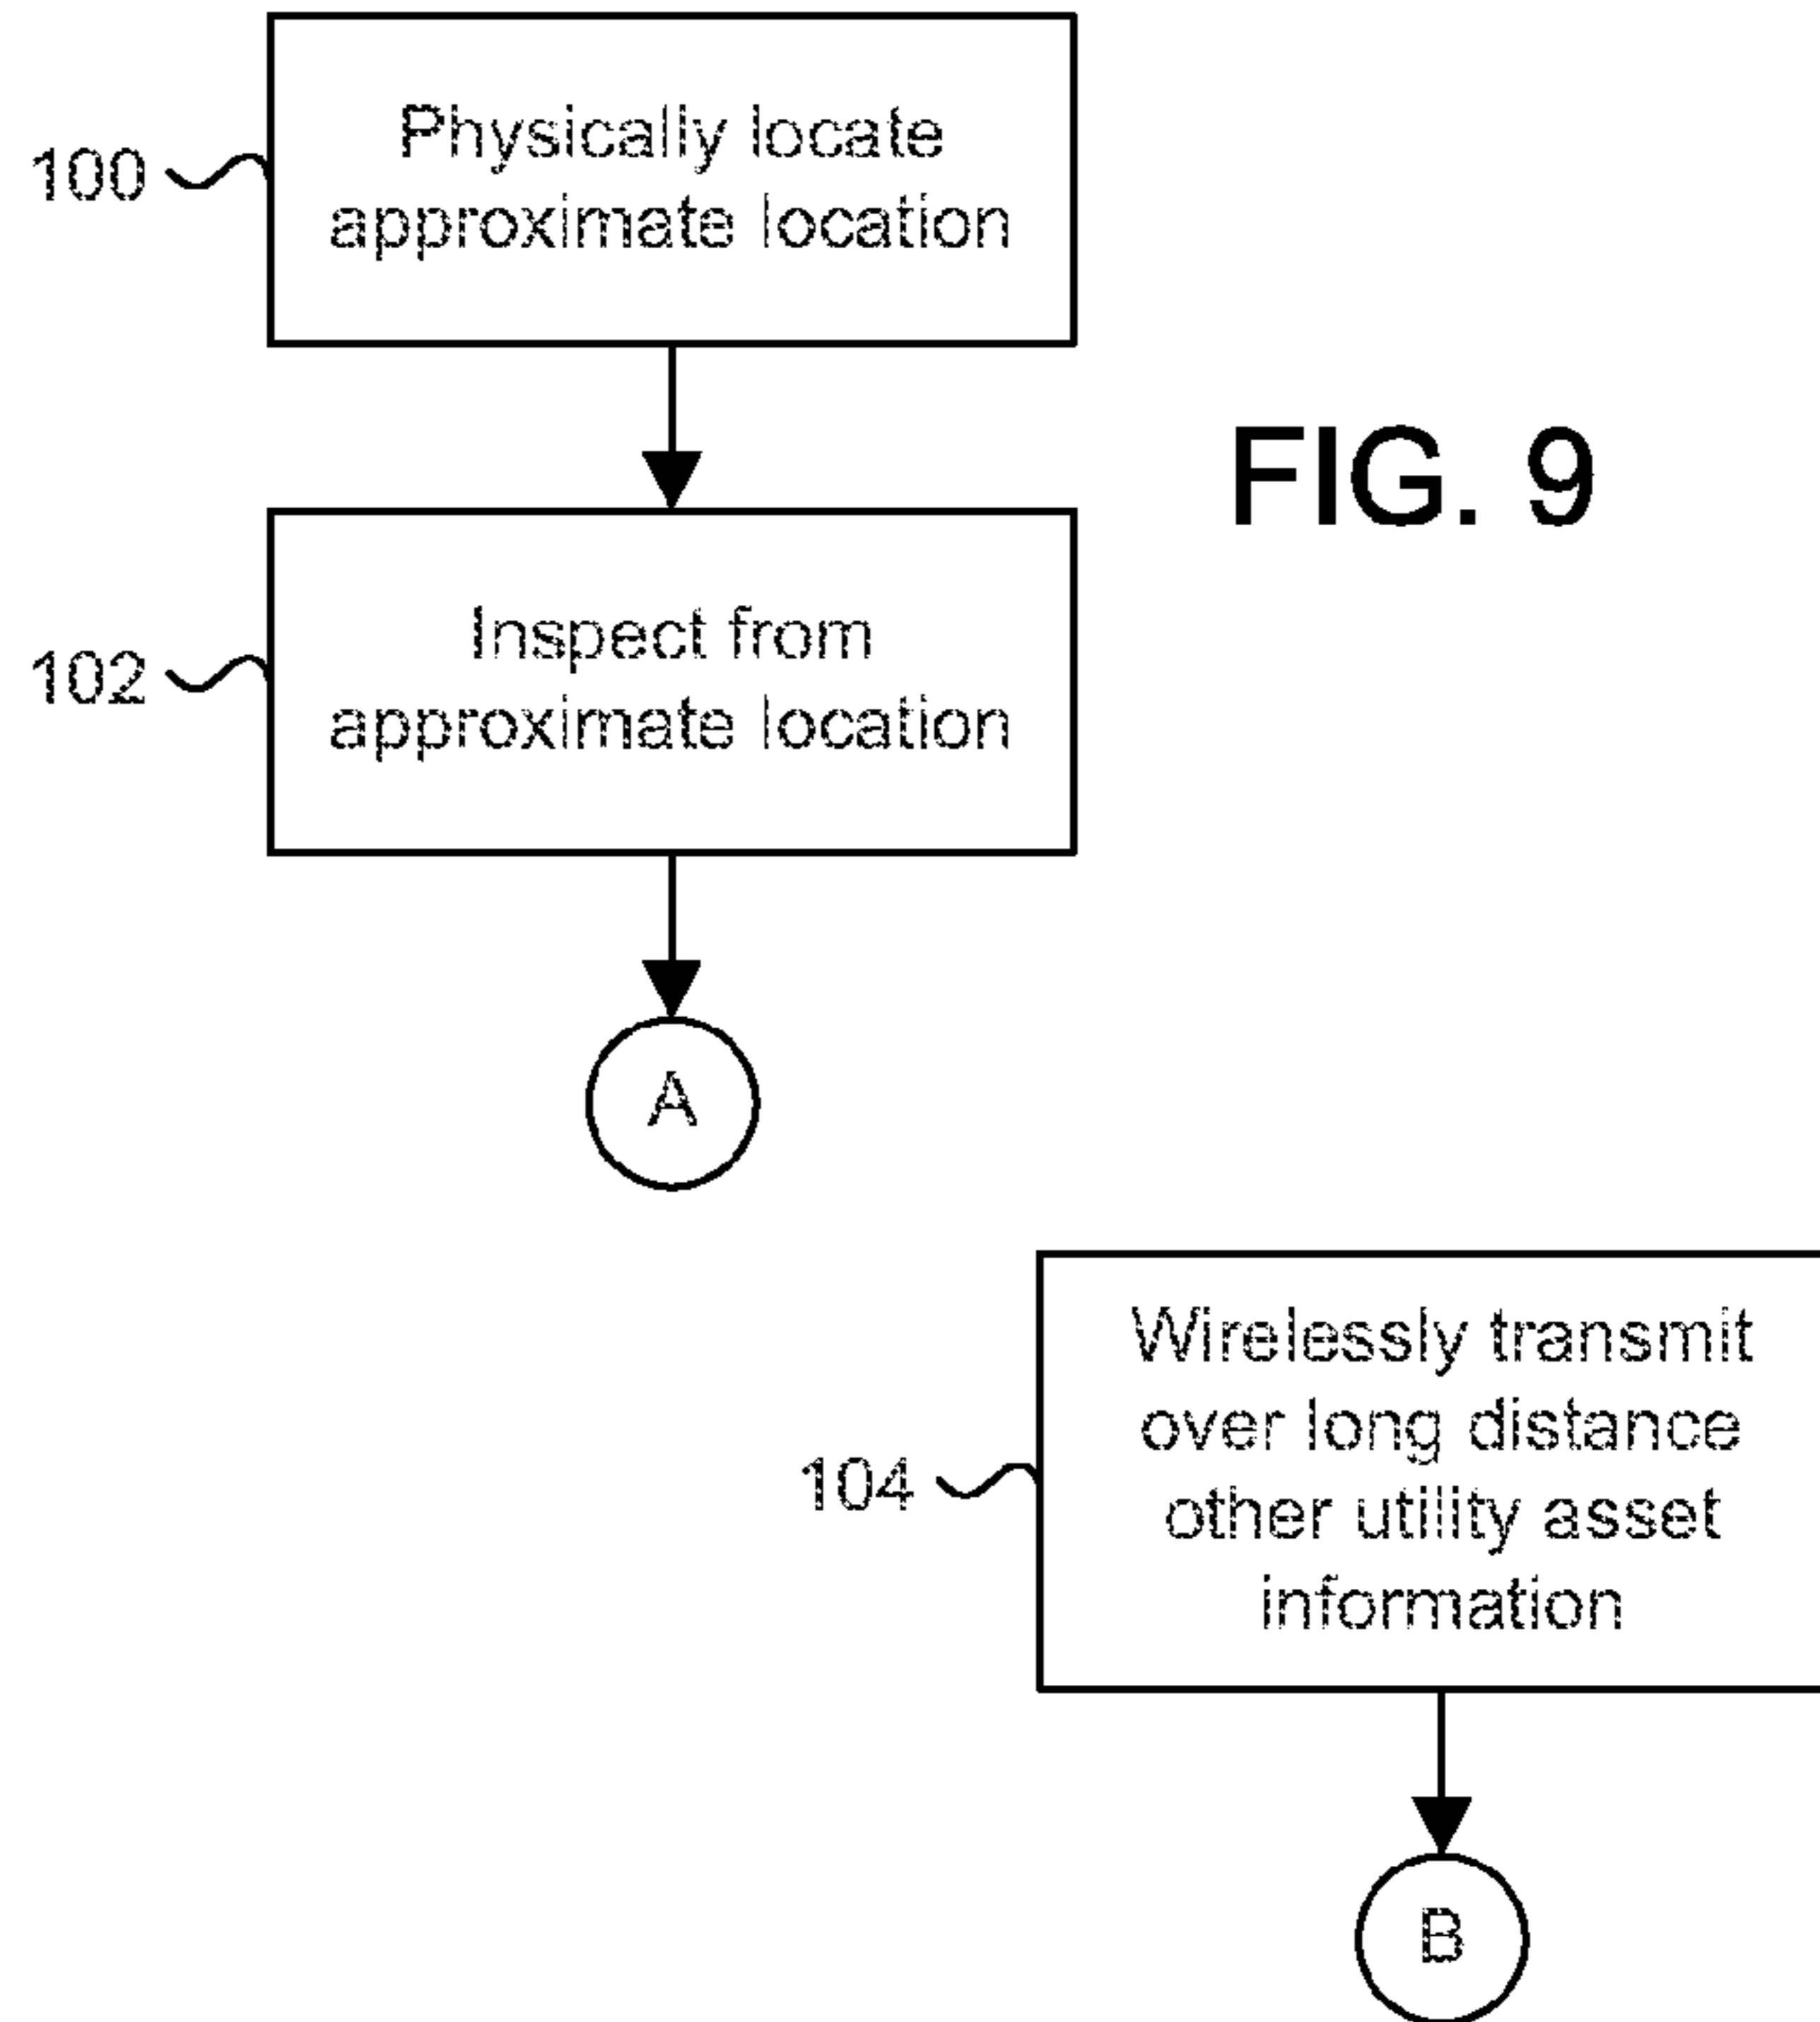 100
Physically locate
approximate location
FIG. 9
102
Inspect from
approximate location
A
104
Wirelessly transmit
over long distance
other utility asset
information
B